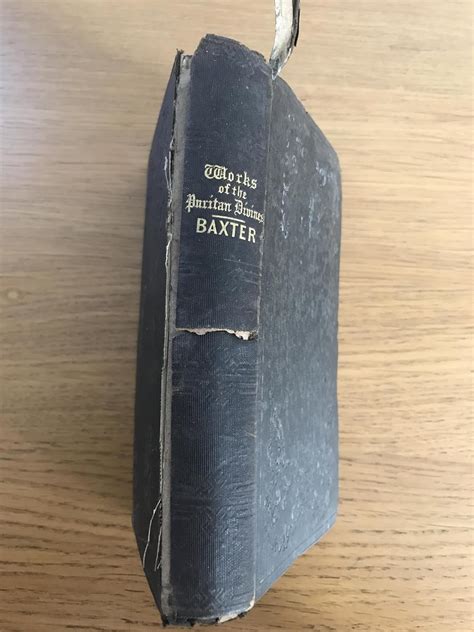 Works
of the
Puritan Divines
BAXTER